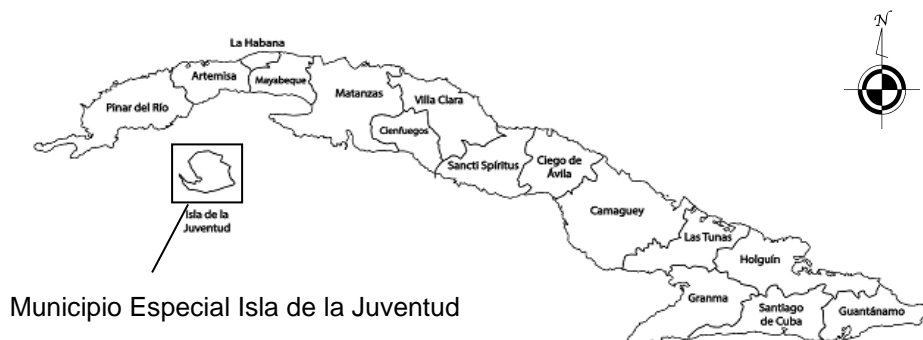 N
La Habana
Artemisa
Mayabeque
Pinar del Río
Matanzas
Villa Clara
Cienfuegos
Sancti Spíritus
Ciego de
Ávila
Isla de la
Juventud
Camaguey
Las Tunas
Holguín
Granma
Santiago
de Cuba
Guantánamo
Municipio Especial Isla de la Juventud